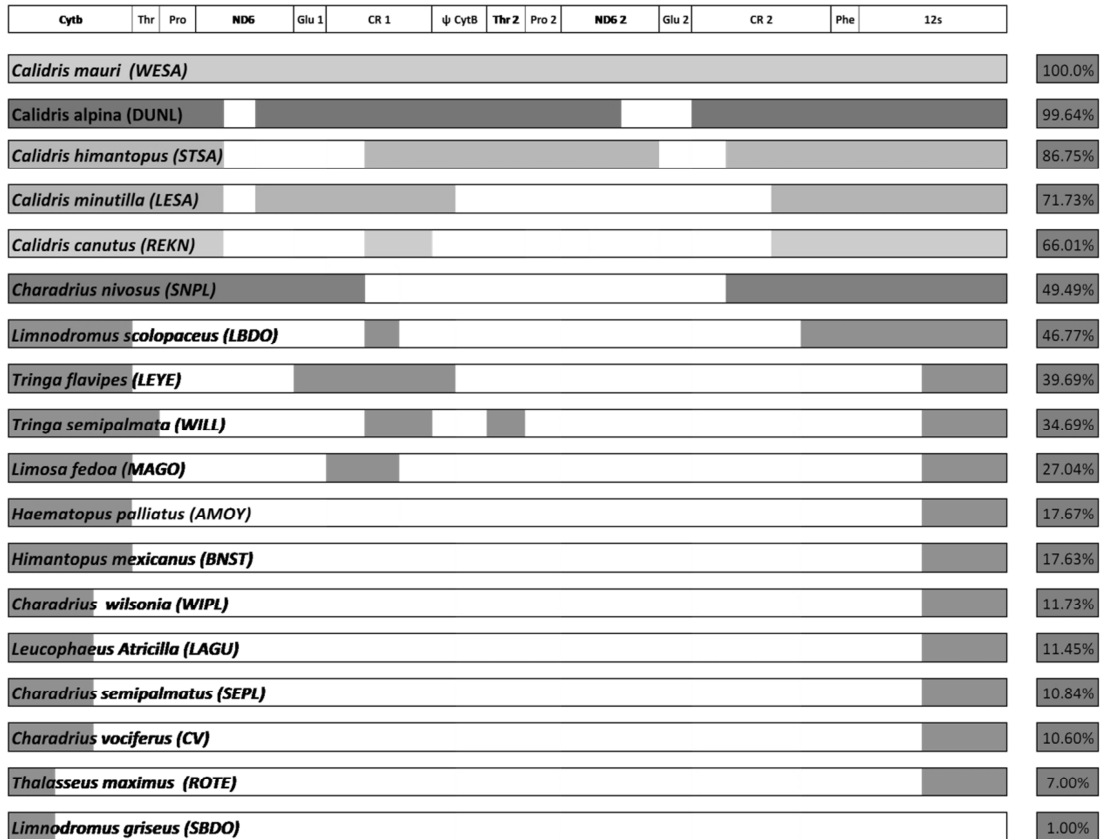 Cytb Thr Pro ND6 Glu 1 CR 1 ψ CytB Thr 2 Pro 2 ND6 2 Glu 2 CR 2 Phe 12s
Calidris mauri (WESA) 100.0%
Calidris alpina (DUNL) 99.64%
Calidris himantopus (STSA) 86.75%
Calidris minutilla (LESA) 71.73%
Calidris canutus (REKN) 66.01%
Charadrius nivosus (SNPL) 49.49%
Limnodromus scolopaceus (LBDO) 46.77%
Tringa flavipes (LEYE) 39.69%
Tringa semipalmata (WILL) 34.69%
Limosa fedoa (MAGO) 27.04%
Haematopus palliatus (AMOY) 17.67%
Himantopus mexicanus (BNST) 17.63%
Charadrius wilsonia (WIPL) 11.73%
Leucophaeus Atricilla (LAGU) 11.45%
Charadrius semipalmatus (SEPL) 10.84%
Charadrius vociferus (CV) 10.60%
Thalasseus maximus (ROTE) 7.00%
Limnodromus griseus (SBDO) 1.00%